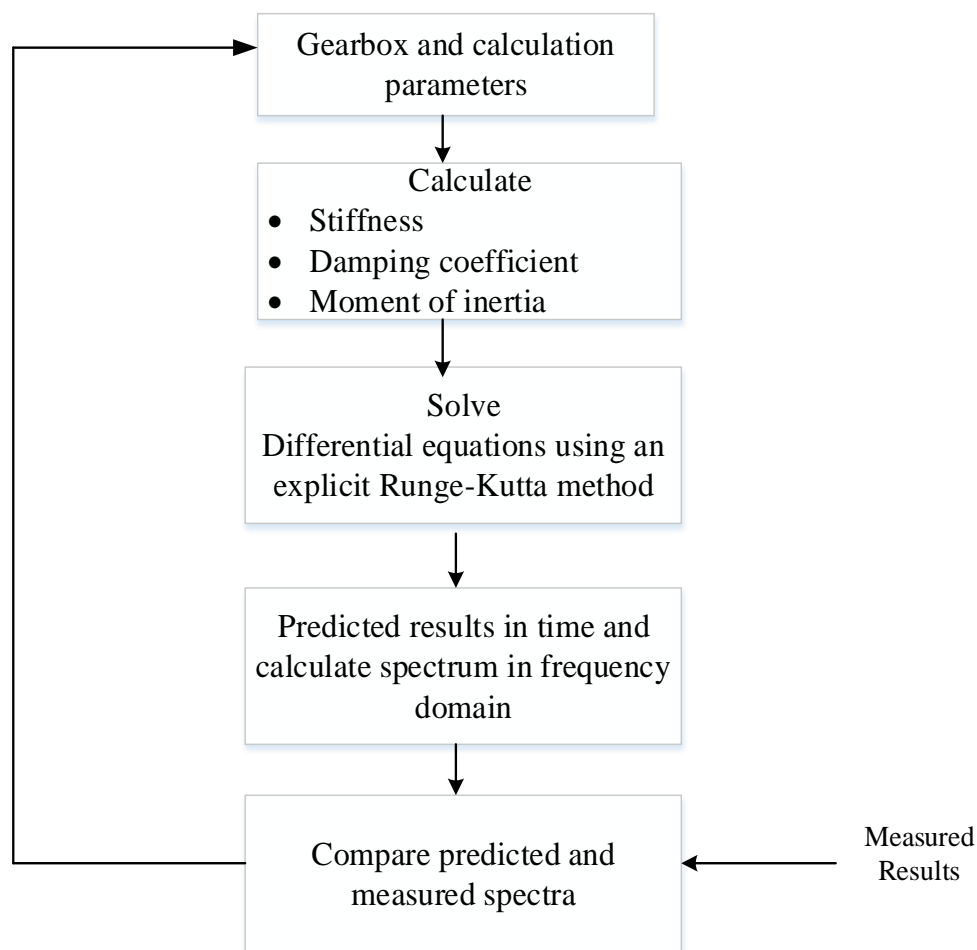 Gearbox and calculation
parameters
Calculate
• Stiffness
• Damping coefficient
• Moment of inertia
Solve
Differential equations using an
explicit Runge-Kutta method
Predicted results in time and
calculate spectrum in frequency
domain
Compare predicted and
measured spectra
Measured
Results